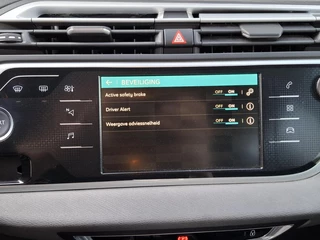 BEVEILIGING
Active safety brake OFF ON
Driver Alert OFF ON
Weergave adviessnelheid OFF ON